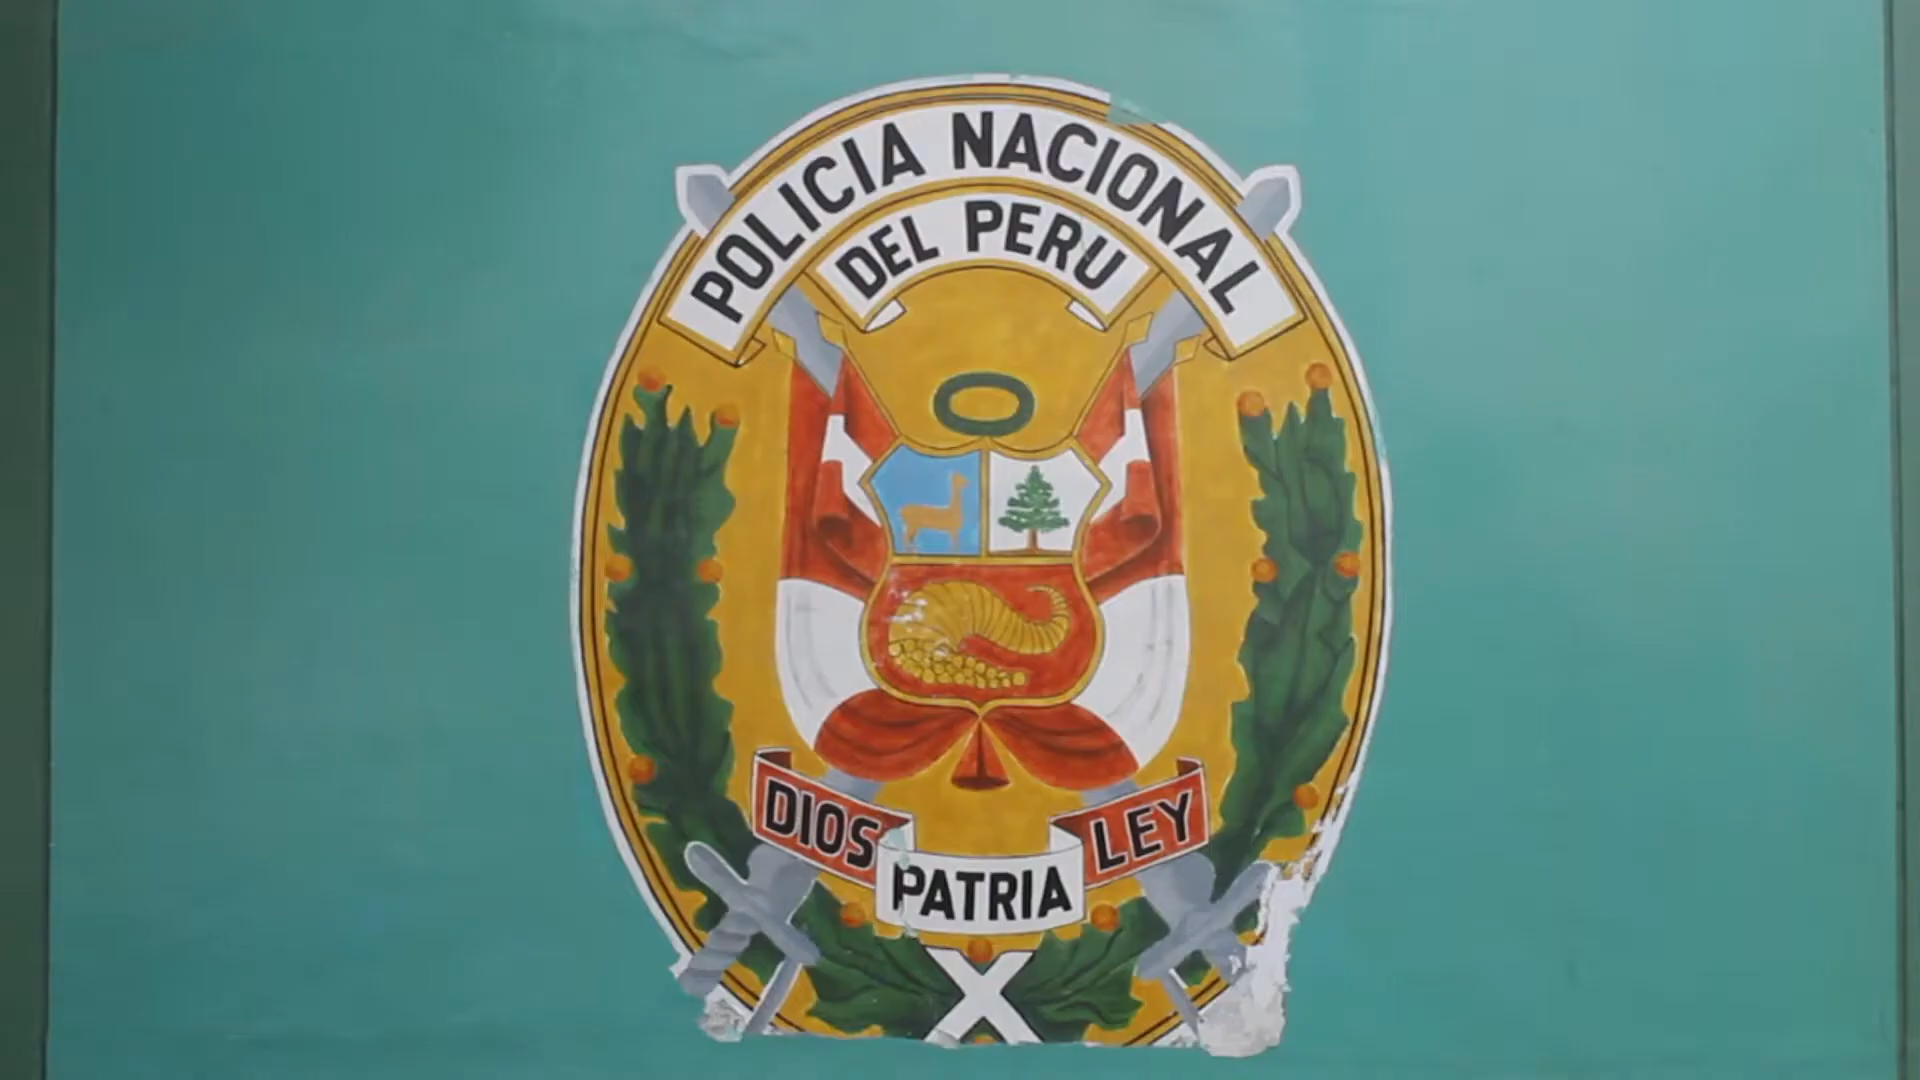 POLICIA NACIONAL
DEL PERU
DIOS
PATRIA
LEY